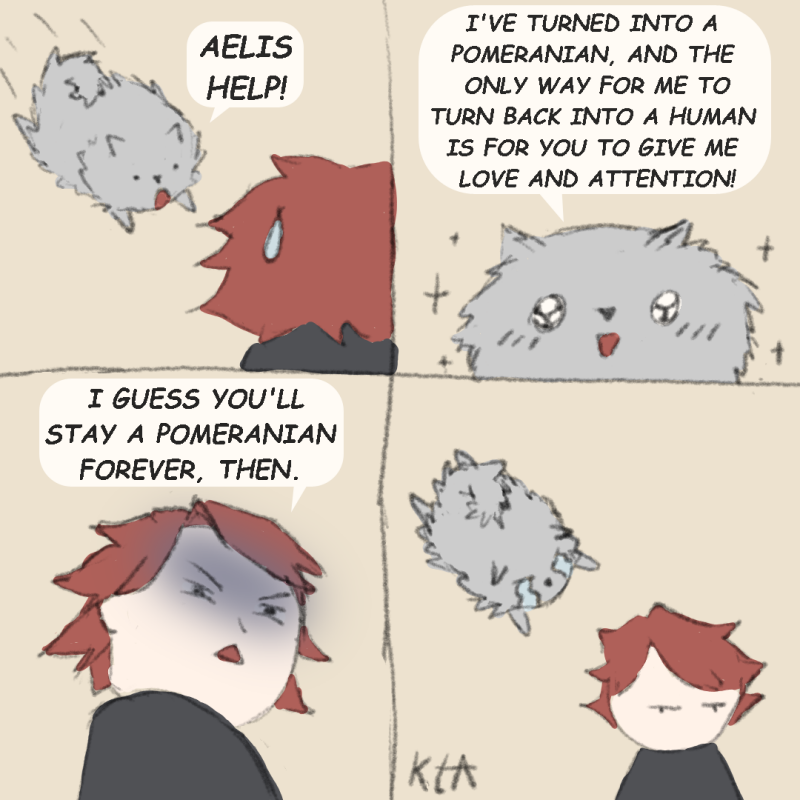 AELIS
HELP!
I'VE TURNED INTO A
POMERANIAN, AND THE
ONLY WAY FOR ME TO
TURN BACK INTO A HUMAN
IS FOR YOU TO GIVE ME
LOVE AND ATTENTION!
I GUESS YOU'LL
STAY A POMERANIAN
FOREVER, THEN.
KtA